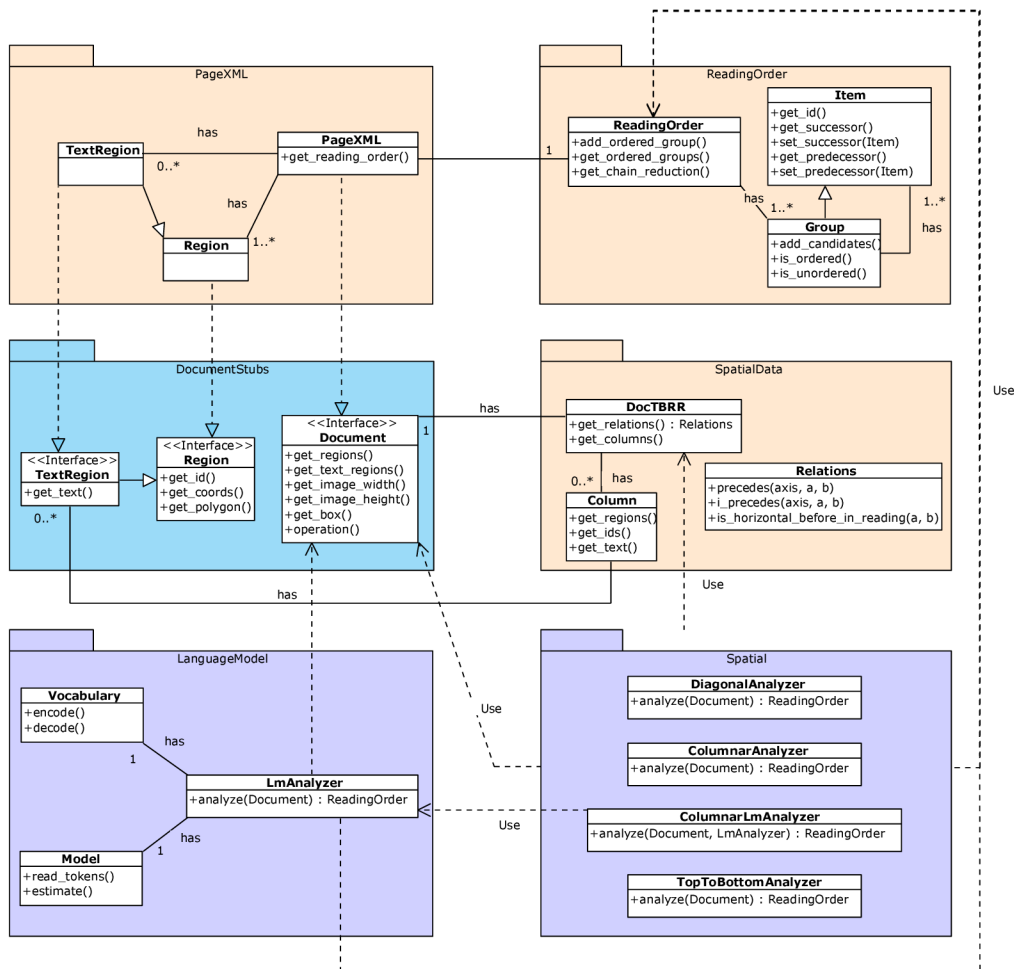 PageXML
TextRegion
has
0..*
PageXML
+get_reading_order()
has
1..*
Region
1
ReadingOrder
ReadingOrder
+add_ordered_group()
+get_ordered_groups()
+get_chain_reduction()
Item
+get_id()
+get_successor()
+set_successor(Item)
+get_predecessor()
+set_predecessor(Item)
has
1..*
1..*
has
Group
+add_candidates()
+is_ordered()
+is_unordered()
DocumentStubs
<<Interface>>
TextRegion
+get_text()
0..*
<<Interface>>
Region
+get_id()
+get_coords()
+get_polygon()
<<Interface>>
Document
+get_regions()
+get_text_regions()
+get_image_width()
+get_image_height()
+get_box()
+operation()
1
has
has
SpatialData
DocTBRR
+get_relations() : Relations
+get_columns()
has
0..*
Column
+get_regions()
+get_ids()
+get_text()
Relations
+precedes(axis, a, b)
+i_precedes(axis, a, b)
+is_horizontal_before_in_reading(a, b)
Use
Use
LanguageModel
Vocabulary
+encode()
+decode()
has
1
LmAnalyzer
+analyze(Document) : ReadingOrder
has
1
Model
+read_tokens()
+estimate()
Use
Use
Spatial
DiagonalAnalyzer
+analyze(Document) : ReadingOrder
ColumnarAnalyzer
+analyze(Document) : ReadingOrder
ColumnarLmAnalyzer
+analyze(Document, LmAnalyzer) : ReadingOrder
TopToBottomAnalyzer
+analyze(Document) : ReadingOrder